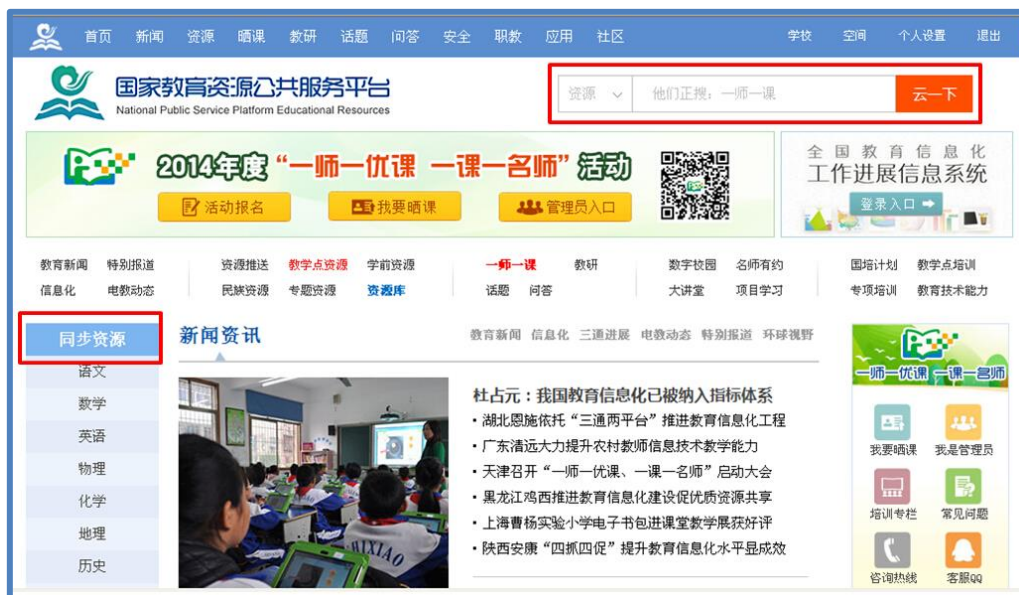 首页 新闻 资源 晒课 教研 话题 问答 安全 职教 应用 社区 学校 空间 个人设置 退出
国家教育资源公共服务平台
National Public Service Platform Educational Resources
资源 他们正搜：一师一课 云一下
2014年度“一师一优课 一课一名师”活动
活动报名 我要晒课 管理员入口
全国教育信息化
工作进展信息系统
登录入口
教育新闻 特别报道 资源推送 教学点资源 学前资源 一师一课 教研 数字校园 名师有约 国培计划 教学点培训
信息化 电教动态 民族资源 专题资源 资源库 话题 问答 大讲堂 项目学习 专项培训 教育技术能力
同步资源
语文
数学
英语
物理
化学
地理
历史
新闻资讯 教育新闻 信息化 三通进展 电教动态 特别报道 环球视野
杜占元：我国教育信息化已被纳入指标体系
·湖北恩施依托“三通两平台”推进教育信息化工程
·广东清远大力提升农村教师信息技术教学能力
·天津召开“一师一优课、一课一名师”启动大会
·黑龙江鸡西推进教育信息化建设促优质资源共享
·上海曹杨实验小学电子书包进课堂教学展获好评
·陕西安康“四抓四促”提升教育信息化水平显成效
一师一优课 一课一名师
我要晒课 我是管理员
培训专栏 常见问题
咨询热线 客服QQ